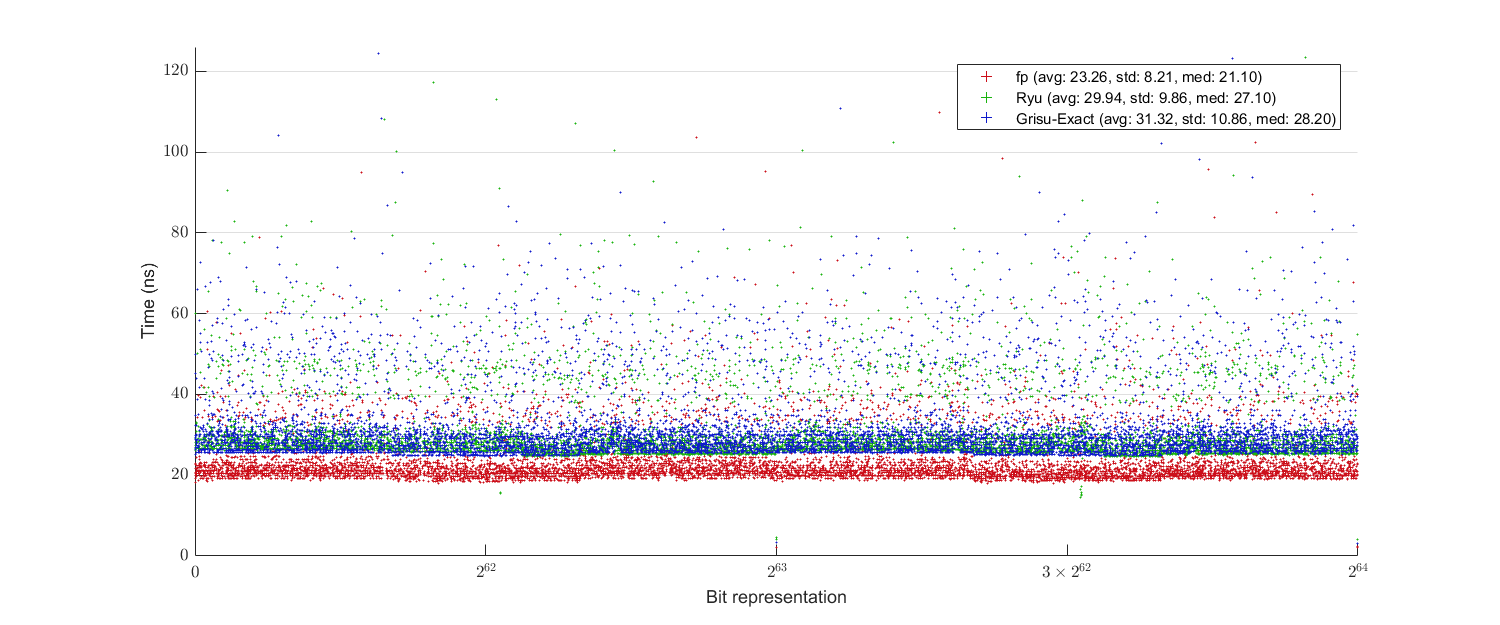 120
100
80
60
40
20
0
Time (ns)
fp (avg: 23.26, std: 8.21, med: 21.10)
Ryu (avg: 29.94, std: 9.86, med: 27.10)
Grisu-Exact (avg: 31.32, std: 10.86, med: 28.20)
0 2^62 2^63 3 × 2^62 2^64
Bit representation